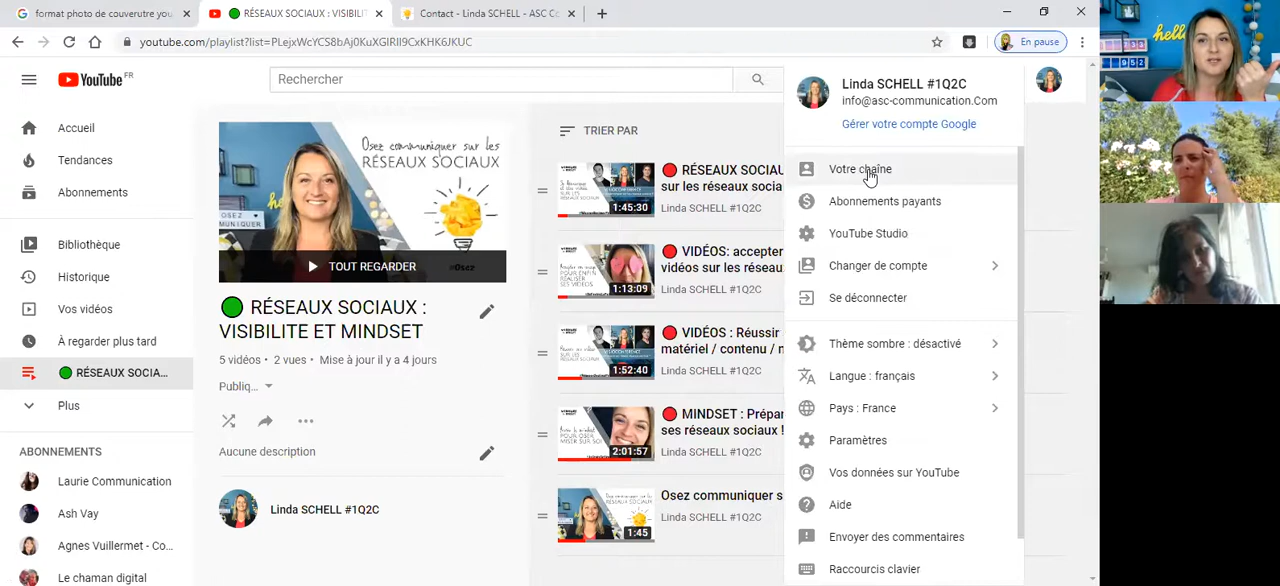 format photo de couverutre you
RÉSEAUX SOCIAUX : VISIBILI
Contact - Linda SCHELL - ASC Co
youtube.com/playlist?list=PLejxWcYCS8bAj0KuXGIRIl9CxKHK6JKUS
En pause
YouTube FR
Rechercher
Accueil
Tendances
Abonnements
Bibliothèque
Historique
Vos vidéos
À regarder plus tard
RÉSEAUX SOCIA...
Plus
ABONNEMENTS
Laurie Communication
Ash Vay
Agnes Vuillermet - Co...
Le chaman digital
Osez communiquer sur les
RÉSEAUX SOCIAUX
TOUT REGARDER
RÉSEAUX SOCIAUX :
VISIBILITE ET MINDSET
5 vidéos • 2 vues • Mise à jour il y a 4 jours
Publiq...
Aucune description
Linda SCHELL #1Q2C
TRIER PAR
1:45:30
RÉSEAUX SOCIAU
sur les réseaux socia
Linda SCHELL #1Q2C
1:13:09
VIDÉOS: accepter
vidéos sur les réseau
Linda SCHELL #1Q2C
1:52:40
VIDÉOS : Réussir
matériel / contenu / m
Linda SCHELL #1Q2C
2:01:57
MINDSET : Prépar
ses réseaux sociaux !
Linda SCHELL #1Q2C
1:45
Osez communiquer s
Linda SCHELL #1Q2C
Linda SCHELL #1Q2C
info@asc-communication.Com
Gérer votre compte Google
Votre chaîne
Abonnements payants
YouTube Studio
Changer de compte
Se déconnecter
Thème sombre : désactivé
Langue : français
Pays : France
Paramètres
Vos données sur YouTube
Aide
Envoyer des commentaires
Raccourcis clavier
hello